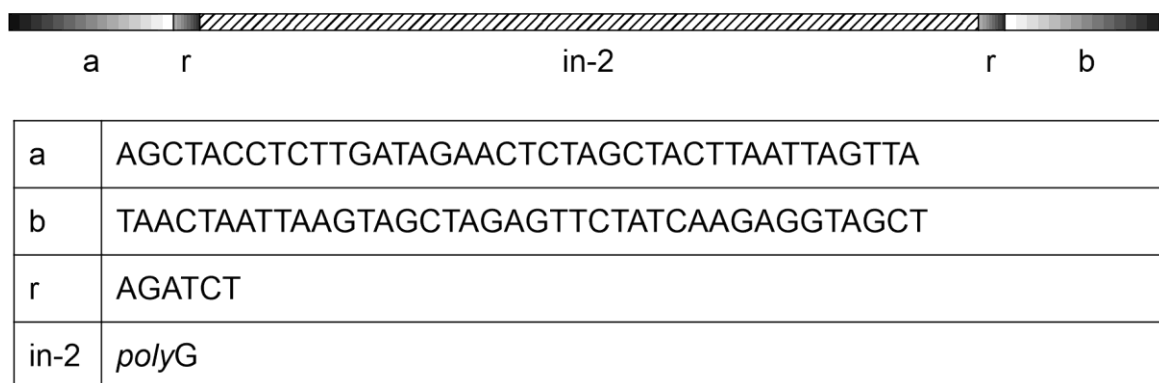 a r in-2 r b
a AGCTACCTCTTGATAGAACTCTAGCTACTTAATTAGTTA
b TAACTAATTAAGTAGCTAGAGTTCTATCAAGAGGTAGCT
r AGATCT
in-2 polyG